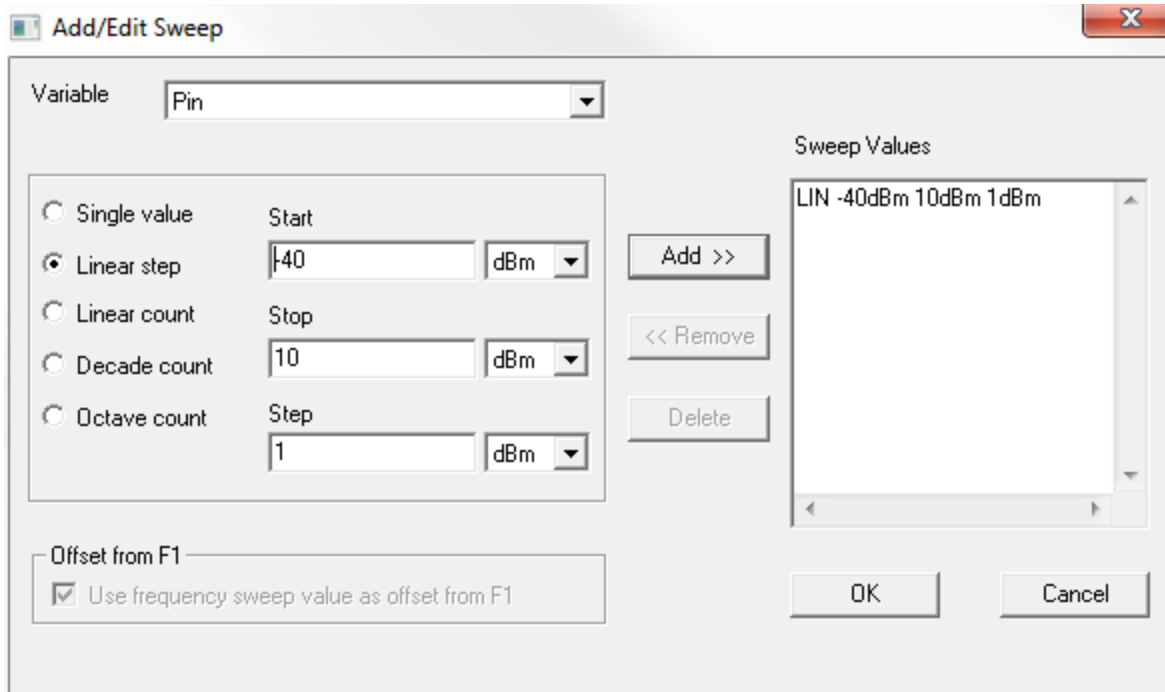 Add/Edit Sweep
X
Variable
Pin
Single value
Linear step
Linear count
Decade count
Octave count
Start
-40
dBm
Stop
10
dBm
Step
1
dBm
Add >>
<< Remove
Delete
Sweep Values
LIN -40dBm 10dBm 1dBm
Offset from F1
Use frequency sweep value as offset from F1
OK
Cancel